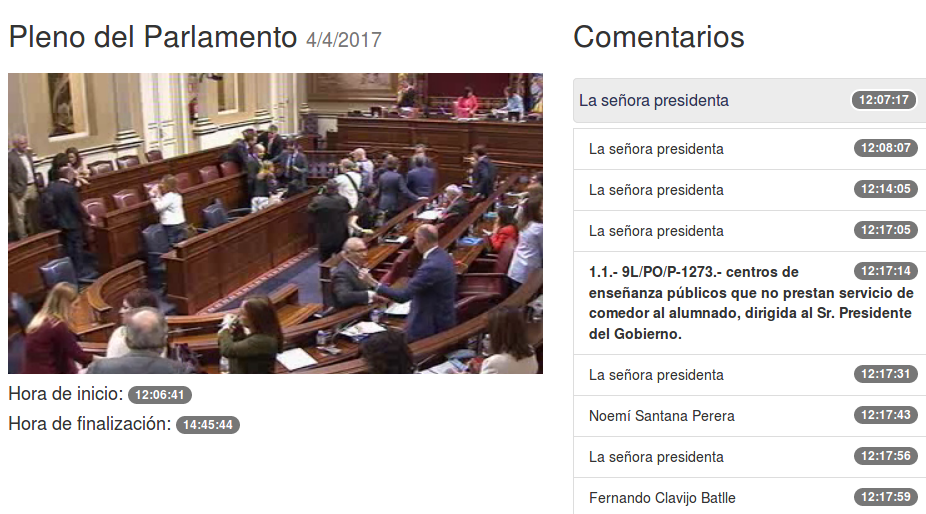 Pleno del Parlamento 4/4/2017
Hora de inicio: 12:06:41
Hora de finalización: 14:45:44
Comentarios
La señora presidenta 12:07:17
La señora presidenta 12:08:07
La señora presidenta 12:14:05
La señora presidenta 12:17:05
1.1.- 9L/PO/P-1273.- centros de 12:17:14
enseñanza públicos que no prestan servicio de
comedor al alumnado, dirigida al Sr. Presidente
del Gobierno.
La señora presidenta 12:17:31
Noemí Santana Perera 12:17:43
La señora presidenta 12:17:56
Fernando Clavijo Batlle 12:17:59